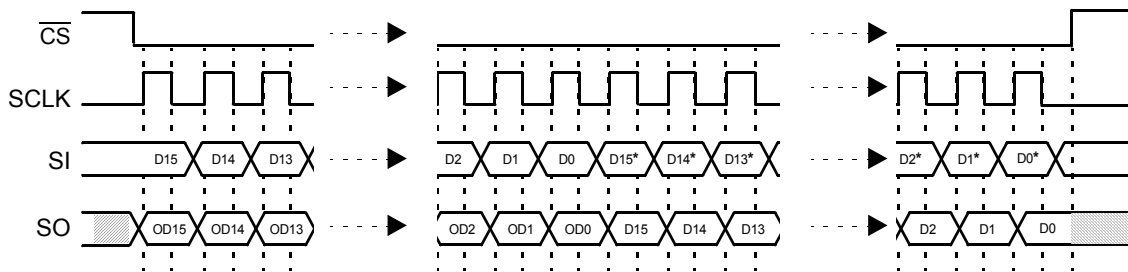 CS
SCLK
SI D15 D14 D13 D2 D1 D0 D15* D14* D13* D2* D1* D0*
SO OD15 OD14 OD13 OD2 OD1 OD0 D15 D14 D13 D2 D1 D0